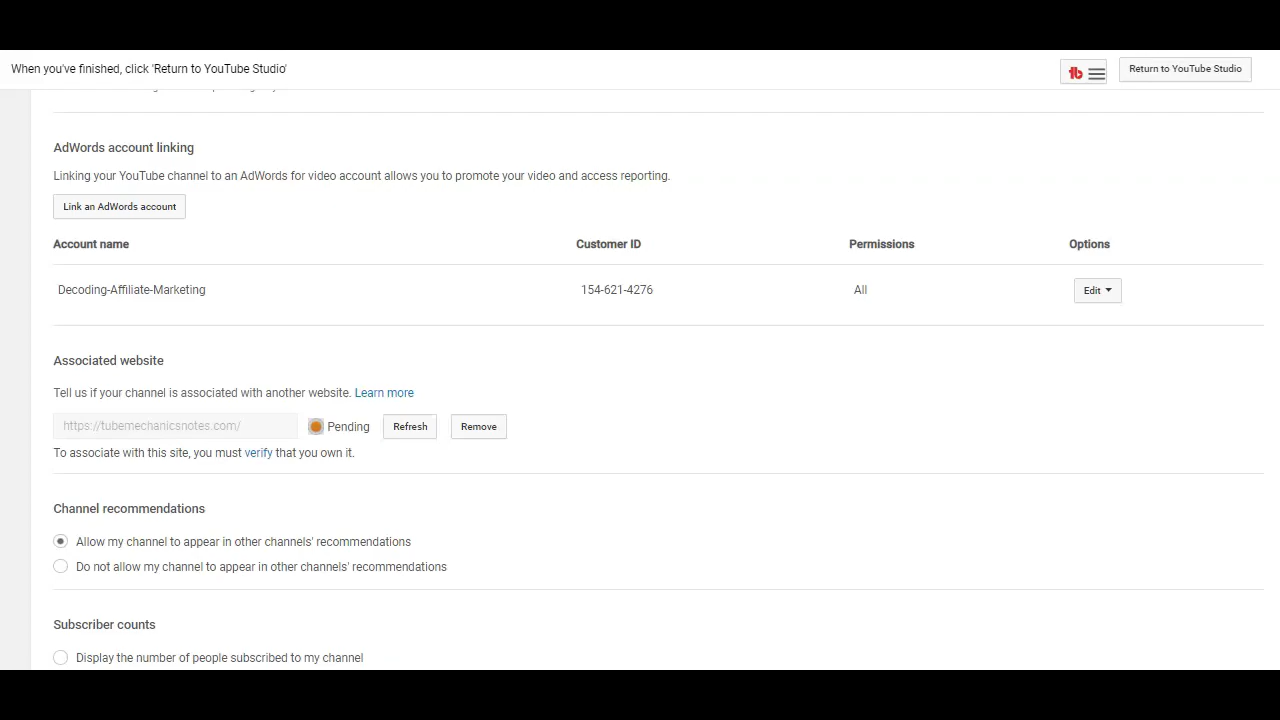 When you've finished, click 'Return to YouTube Studio'
Return to YouTube Studio
AdWords account linking
Linking your YouTube channel to an AdWords for video account allows you to promote your video and access reporting.
Link an AdWords account
Account name Customer ID Permissions Options
Decoding-Affiliate-Marketing 154-621-4276 All Edit
Associated website
Tell us if your channel is associated with another website. Learn more
https://tubemechanicsnotes.com/ Pending Refresh Remove
To associate with this site, you must verify that you own it.
Channel recommendations
Allow my channel to appear in other channels' recommendations
Do not allow my channel to appear in other channels' recommendations
Subscriber counts
Display the number of people subscribed to my channel